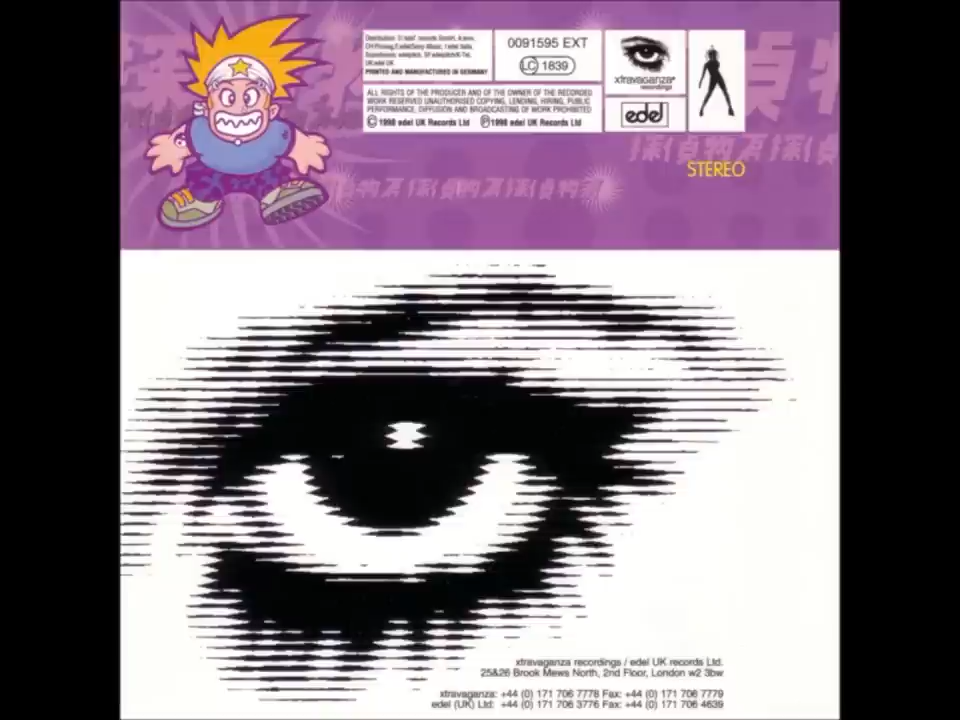 PRINTED AND MANUFACTURED IN GERMANY
0091595 EXT
LC 1839
ALL RIGHTS OF THE PRODUCER AND OF THE OWNER OF THE RECORDED
WORK RESERVED UNAUTHORISED COPYING, LENDING, HIRING, PUBLIC
PERFORMANCE, DIFFUSION AND BROADCASTING OF WORK PROHIBITED
© 1998 edel UK Records Ltd ℗ 1998 edel UK Records Ltd
xtravaganza
recordings
edel
STEREO
xtravaganza recordings / edel UK records Ltd.
25&26 Brook Mews North, 2nd Floor, London w2 3bw
xtravaganza: +44 (0) 171 706 7778 Fax: +44 (0) 171 706 7779
edel (UK) Ltd: +44 (0) 171 706 3776 Fax: +44 (0) 171 706 4639